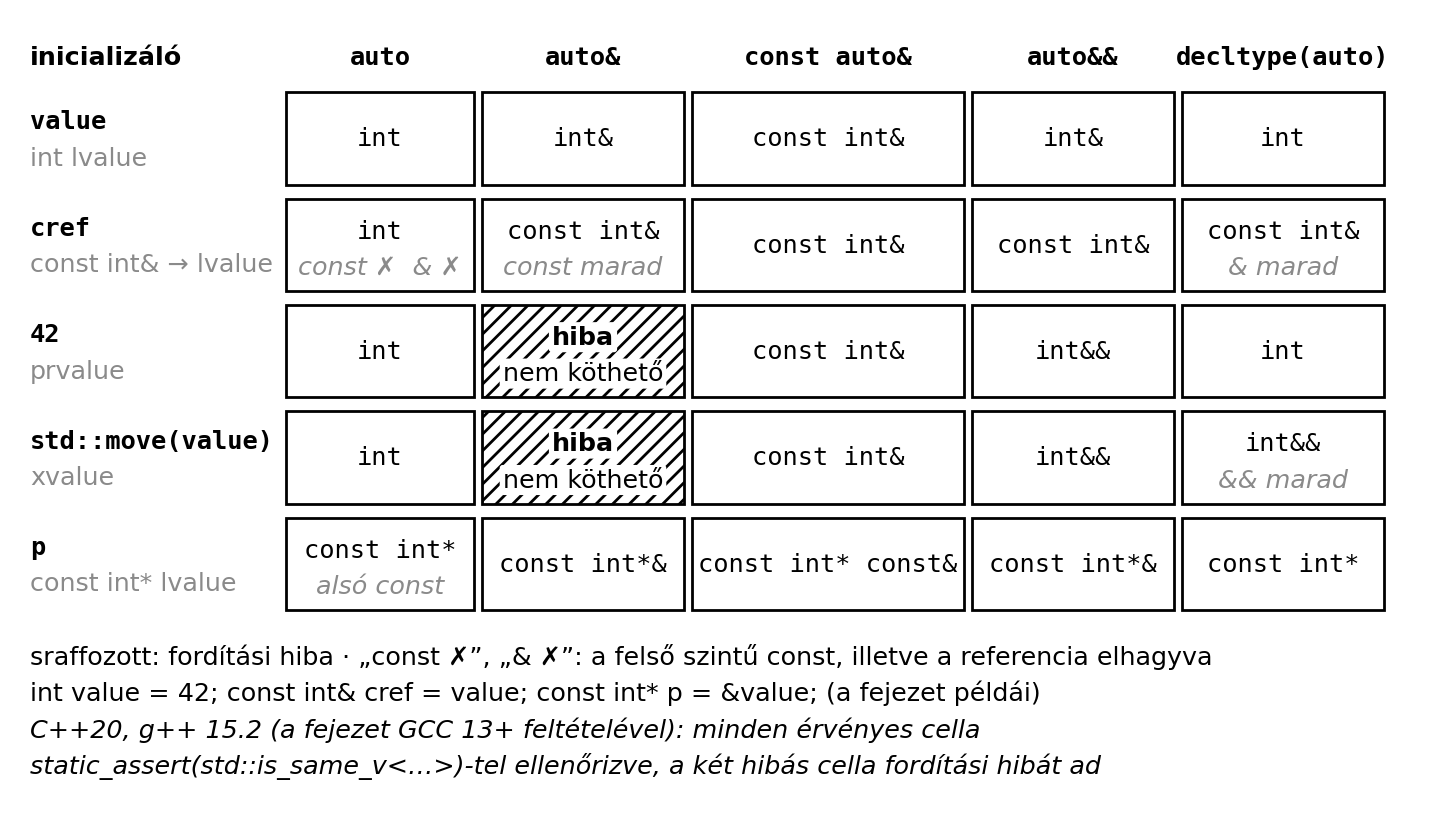 inicializáló auto auto& const auto& auto&& decltype(auto)
value
int lvalue
int int& const int& int& int
cref
const int& → lvalue
int
const ✗ & ✗
const int&
const marad
const int&
const int&
const int&
& marad
42
prvalue
int
hiba
nem köthető
const int&
int&&
int
std::move(value)
xvalue
int
hiba
nem köthető
const int&
int&&
int&&
&& marad
p
const int* lvalue
const int*
alsó const
const int*&
const int* const&
const int*&
const int*
sraffozott: fordítási hiba · „const ✗”, „& ✗”: a felső szintű const, illetve a referencia elhagyva
int value = 42; const int& cref = value; const int* p = &value; (a fejezet példái)
C++20, g++ 15.2 (a fejezet GCC 13+ feltételével): minden érvényes cella
static_assert(std::is_same_v<…>)-tel ellenőrizve, a két hibás cella fordítási hibát ad